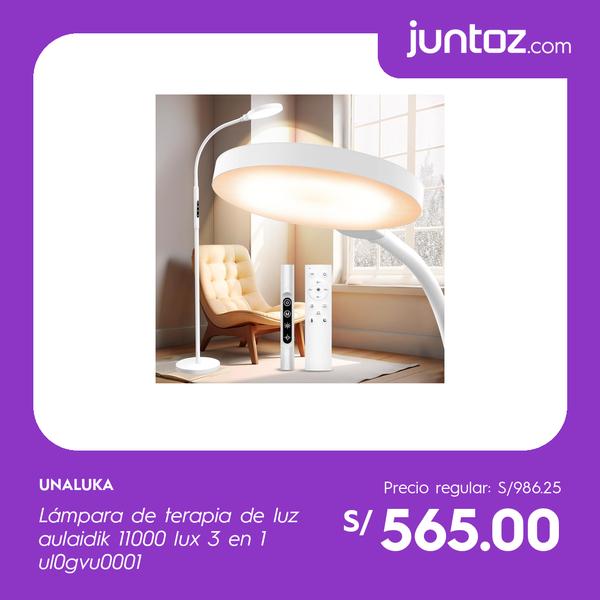 juntoz.com
UNALUKA
Lámpara de terapia de luz
aulaidik 11000 lux 3 en 1
ul0gvu0001
Precio regular: S/986.25
S/565.00